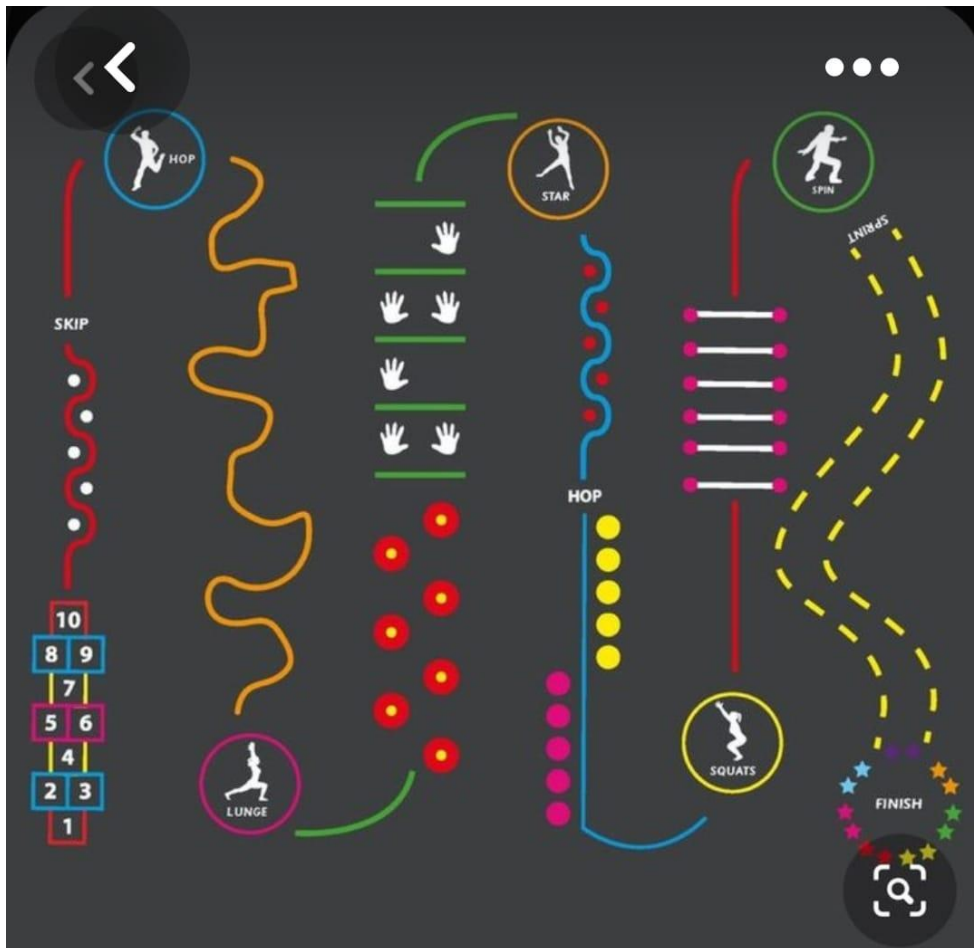 HOP
SKIP
10
8 9
7
5 6
4
2 3
1
LUNGE
STAR
HOP
SQUATS
SPIN
SPRINT
FINISH